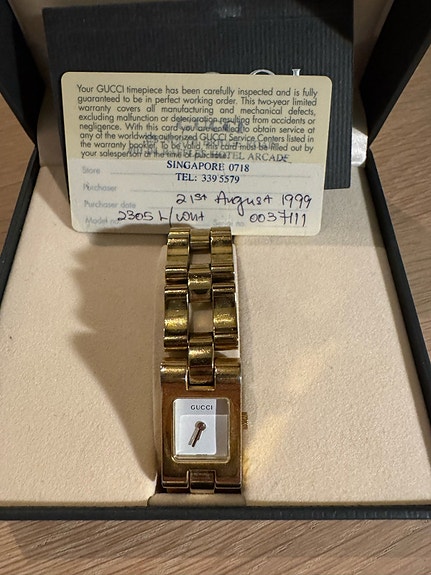 Your GUCCI timepiece has been carefully inspected and is fully
guaranteed to be in perfect working order. This two-year limited
warranty covers all manufacturing and mechanical defects,
excluding malfunction or deterioration resulting from accidents or
negligence. With this card you are entitled to obtain service at
any of the worldwide authorized GUCCI Service Centers listed in
the warranty booklet. To be valid, this card must be filled out by
your salesperson at the time of purchase.
HOTEL ARCADE
Store
SINGAPORE 0718
TEL: 339 5579
Purchaser
Purchaser date 21st August 1999
Model no 2305 L/ 0037111
GUCCI